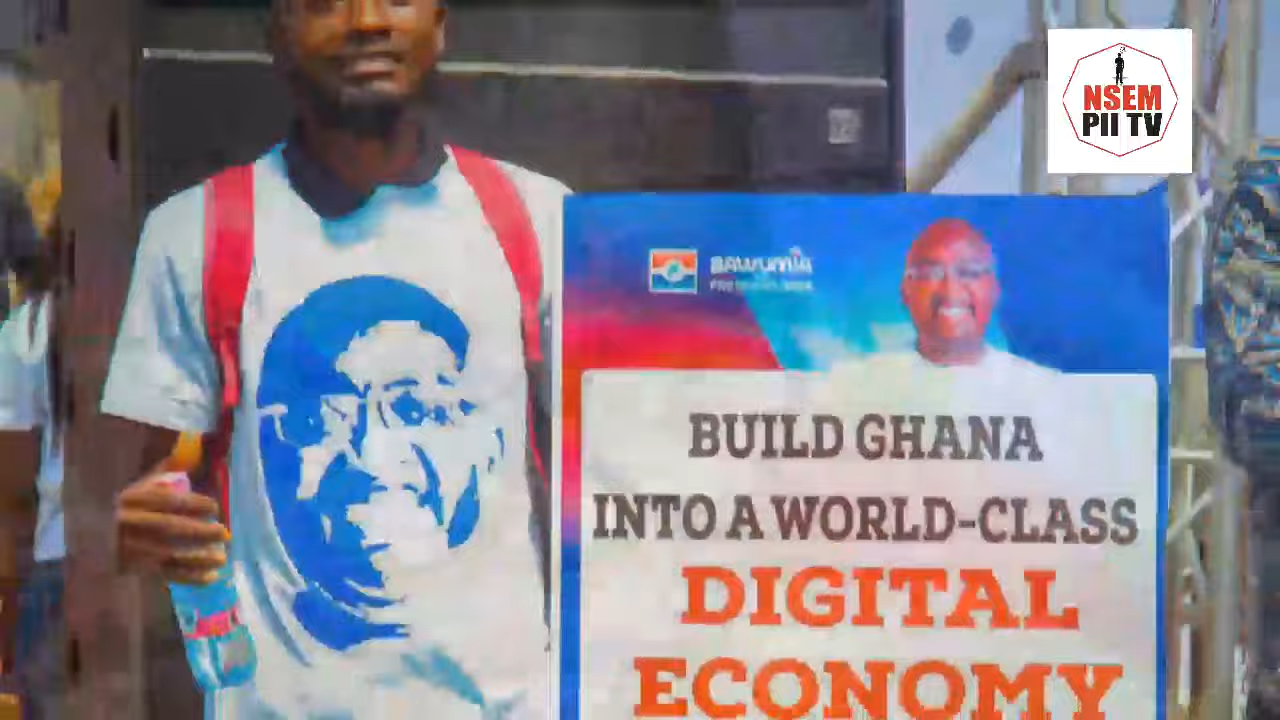 NSEM
PII TV
BAWUMIA
BUILD GHANA
INTO A WORLD-CLASS
DIGITAL
ECONOMY